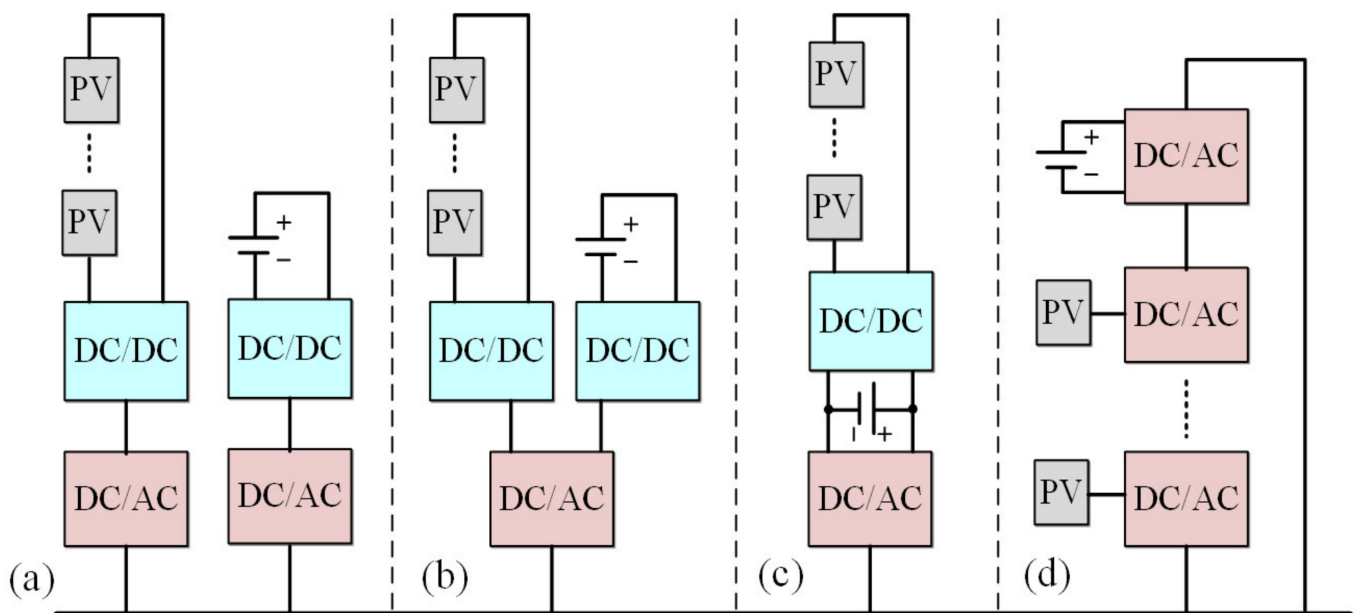 PV
PV
+
−
DC/DC
DC/DC
DC/AC
DC/AC
(a)
PV
PV
+
−
DC/DC
DC/DC
DC/AC
(b)
PV
PV
DC/DC
− +
DC/AC
(c)
+
−
DC/AC
PV
DC/AC
PV
DC/AC
(d)